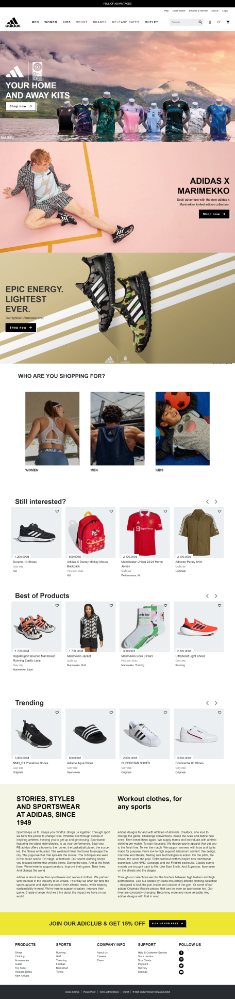 FULL OF ADVANTAGES
Help Order tracker Become a member Adiclub Login
adidas
MEN WOMEN KIDS SPORT BRANDS RELEASE DATES OUTLET
Search
YOUR HOME
AND AWAY KITS
Shop now
WAKATIPU
ADIDAS X
MARIMEKKO
Seek adventure with the new adidas x
Marimekko limited edition collection.
Shop now
EPIC ENERGY.
LIGHTEST
EVER.
Our lightest Ultraboost ever.
Shop now
adidas
WHO ARE YOU SHOPPING FOR?
WOMEN
MEN
KIDS
Still interested?
1,200,000đ
Duramo 10 Shoes
Giày dép
Kid
600,000đ
Adidas X Disney Mickey Mouse
Backpack
Phụ kiện khác
Kid
TeamViewer
2,100,000đ
Manchester United 22/23 Home
Jersey
Quần áo
Performance, Kit
2,100,000đ
Adicolor Parley Shirt
Quần áo
Originals
Best of Products
1,700,000đ
RapidaSport Bounce Marimekko
Running Elastic Lace
Giày dép
Marimekko, Sport
1,700,000đ
Marimekko Jacket
Quần áo
Marimekko, Golf
300,000đ
Marimekko Sock 3 Pairs
Phụ kiện khác
Marimekko, Training
2,300,000đ
Ultraboost Light Shoes
Giày dép
Running
Trending
3,900,000đ
NMD_R1 Primeblue Shoes
Giày dép
Originals
600,000đ
Adilette Aqua Slides
Giày dép
Sportswear
2,600,000đ
SUPERSTAR SHOES
Giày dép
Originals
2,000,000đ
Continental 80 Shoes
Giày dép
Originals
STORIES, STYLES
AND SPORTSWEAR
AT ADIDAS, SINCE
1949
Sport keeps us fit. Keeps you mindful. Brings us together. Through sport
we have the power to change lives. Whether it is through stories of
inspiring athletes. Helping you to get up and get moving. Sportswear
featuring the latest technologies, to up your performance. Beat your
PB.adidas offers a home to the runner, the basketball player, the soccer
kid, the fitness enthusiast. The weekend hiker that loves to escape the
city. The yoga teacher that spreads the moves. The 3-Stripes are seen
in the music scene. On stage, at festivals. Our sports clothing keeps
you focused before that whistle blows. During the race. And at the finish
lines. We're here to supportcreators. Improve their game. Their lives.
And change the world.
adidas is about more than sportswear and workout clothes. We partner
with the best in the industry to co-create. This way we offer our fans the
sports apparel and style that match their athletic needs, while keeping
sustainability in mind. We're here to support creators. Improve their
game. Create change. And we think about the impact we have on our
world.
Workout clothes, for
any sports
adidas designs for and with athletes of all kinds. Creators, who love to
change the game. Challenge conventions. Break the rules and define new
ones. Then break them again. We supply teams and individuals with athletic
clothing pre-match. To stay focussed. We design sports apparel that get you
to the finish line. To win the match. We support women, with bras and tights
made for purpose. From low to high support. Maximum comfort. We design,
innovate and iterate. Testing new technologies in action. On the pitch, the
tracks, the court, the pool. Retro workout clothes inspire new streetwear
essentials. Like NMD, Ozweego and our Firebird tracksuits. Classic sports
models are brought back to life. Like Stan Smith. And Superstar. Now seen
on the streets and the stages.
Through our collections we blur the borders between high fashion and high
performance. Like our adidas by Stella McCartney athletic clothing collection
– designed to look the part inside and outside of the gym. Or some of our
adidas Originals lifestyle pieces, that can be worn as sportswear too. Our
lives are constantly changing. Becoming more and more versatile. And
adidas designs with that in mind.
JOIN OUR ADICLUB & GET 15% OFF
SIGN UP FOR FREE
PRODUCTS
Shoes
Clothing
Accessories
Outlet
Top Seller
Release Dates
New Arrivals
SPORTS
Running
Golf
Training
Football
Basketball
Tennis
COMPANY INFO
About Us
Careers
Press
SUPPORT
Help & Customer Service
Store Locator
Size Charts
Payment
Delivery
Sitemap
FOLLOW US
Cookie Settings | Privacy Policy | Terms and Conditions | Imprint | © 2020 adidas Vietnam Company Limited